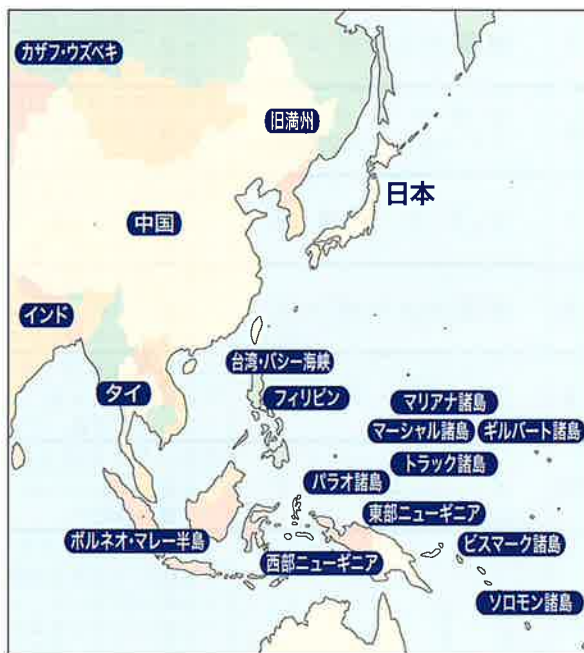 カザフ・ウズベキ
旧満州
日本
中国
インド
台湾・バシー海峡
タイ
フィリピン
マリアナ諸島
マーシャル諸島
ギルバート諸島
トラック諸島
パラオ諸島
東部ニューギニア
ボルネオ・マレー半島
ビスマーク諸島
西部ニューギニア
ソロモン諸島